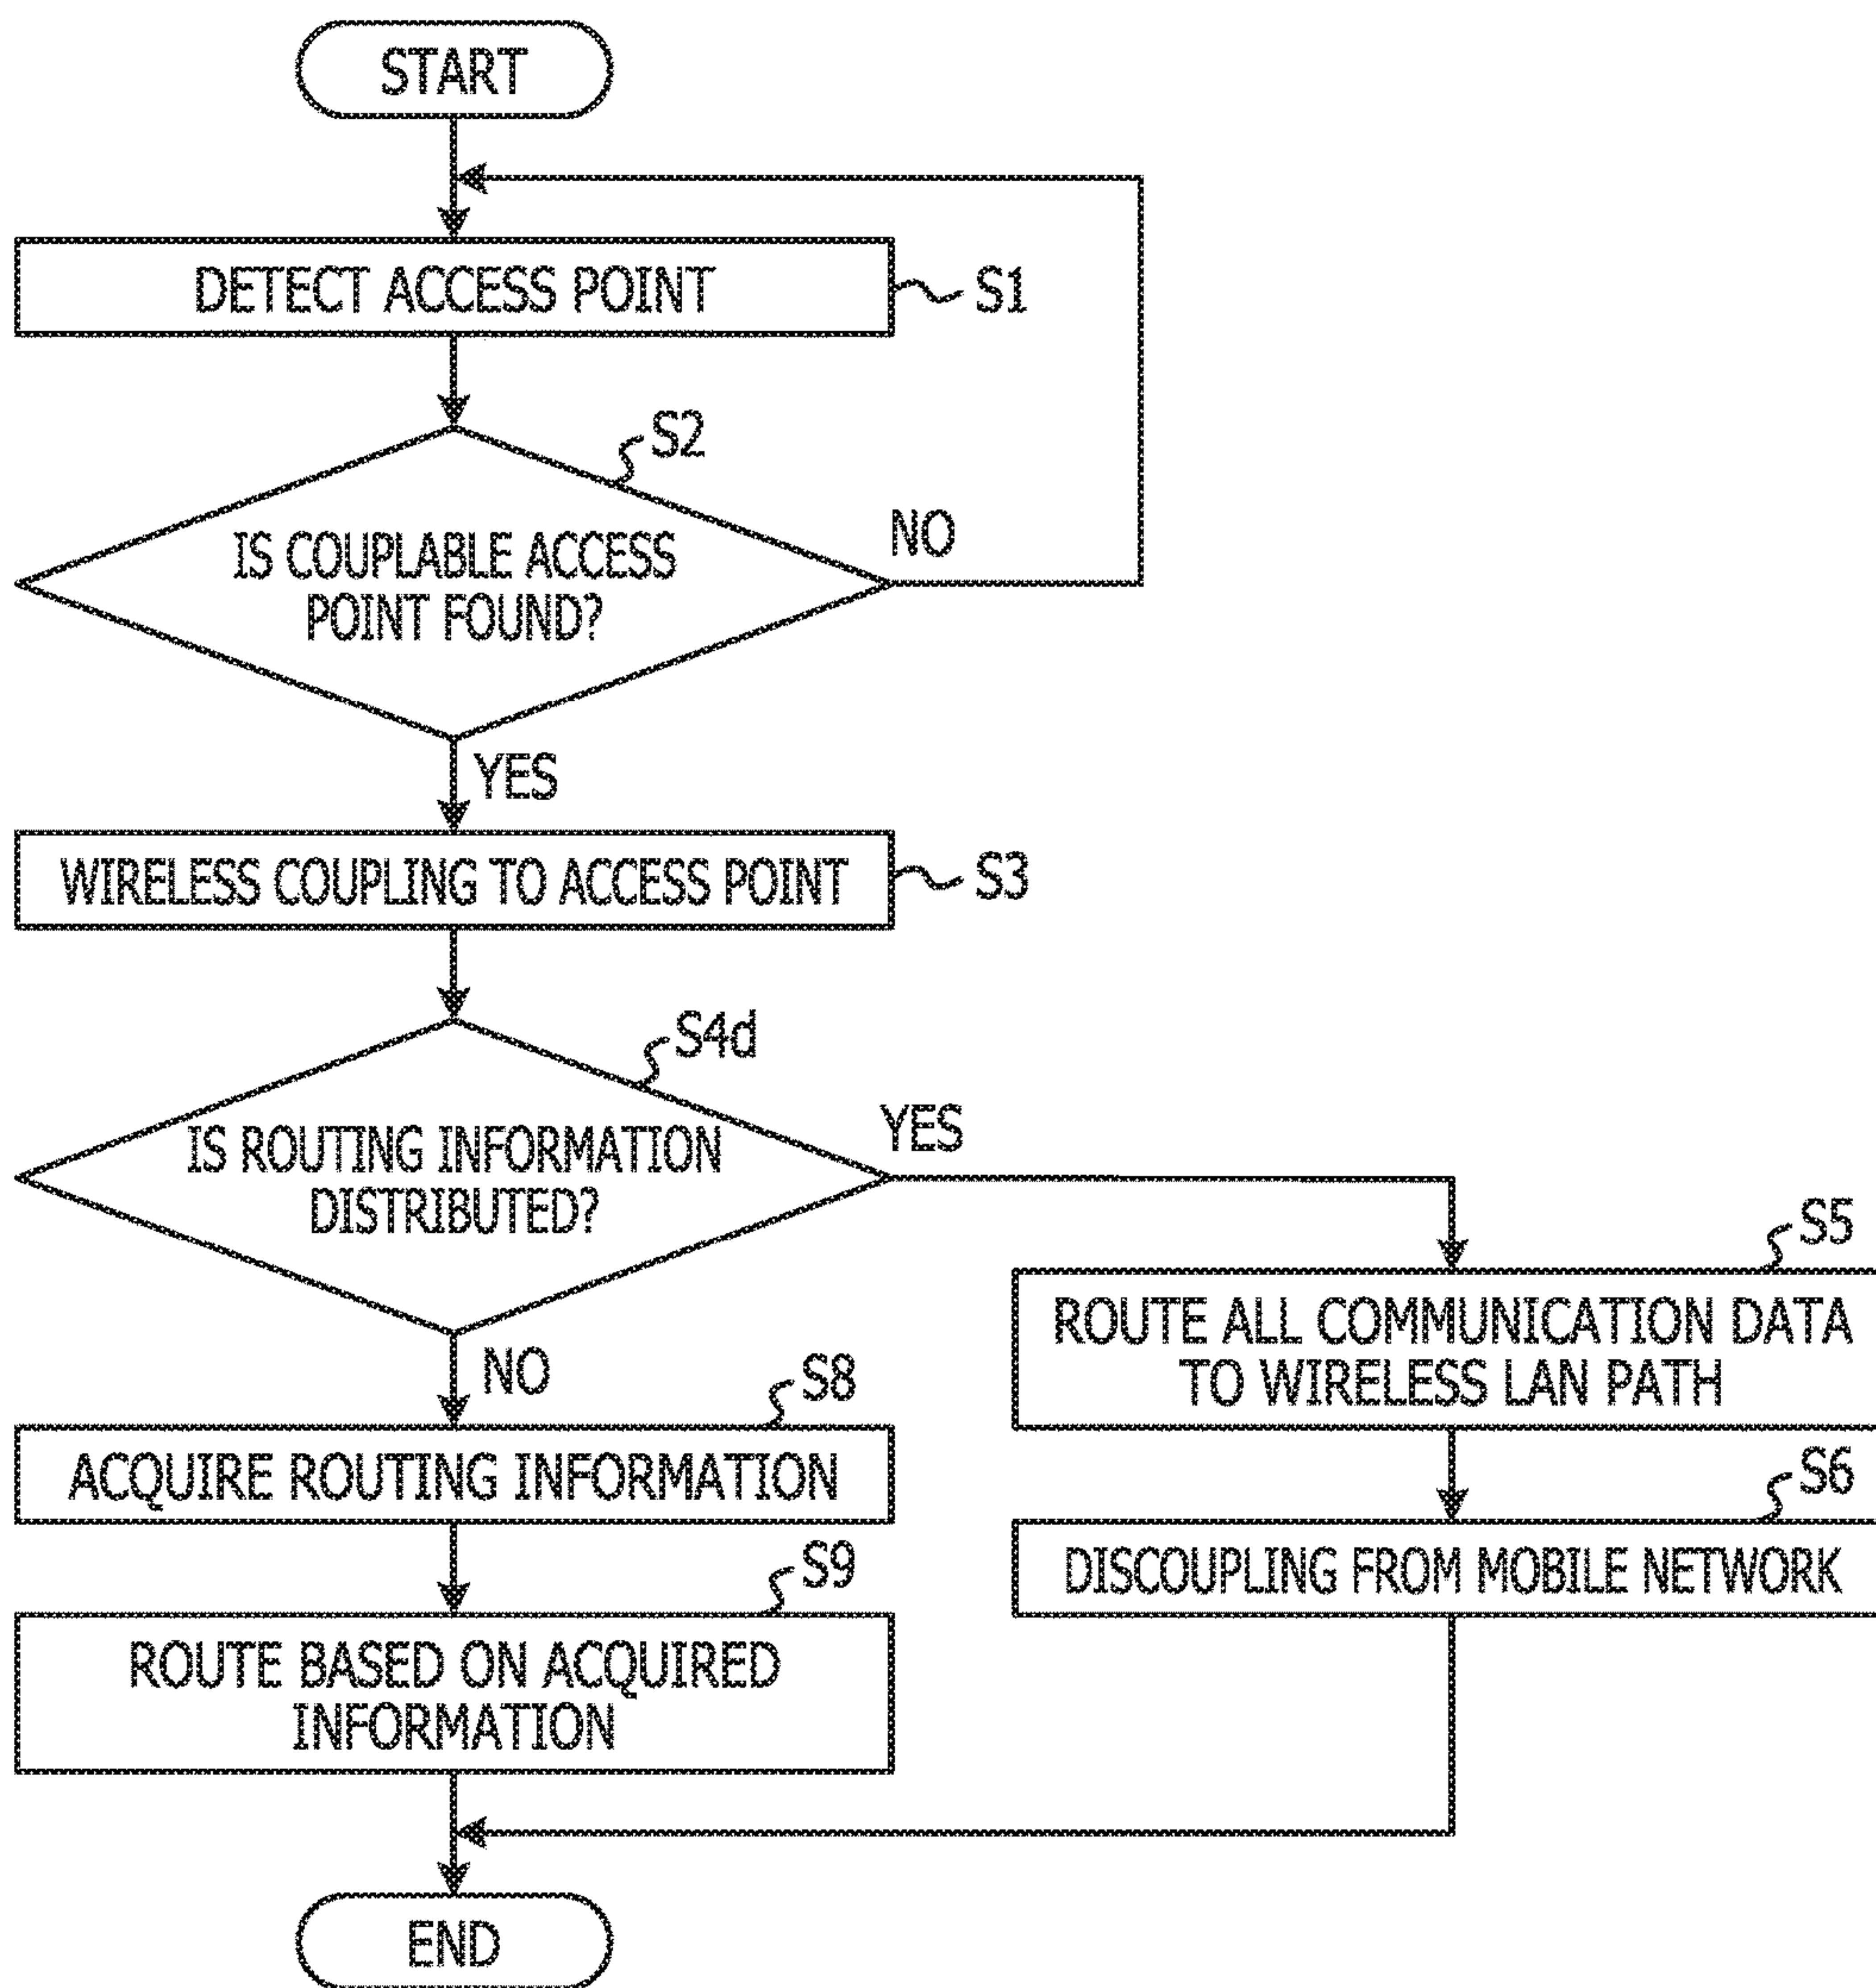 START
DETECT ACCESS POINT
S1
S2
IS COUPLABLE ACCESS
POINT FOUND?
NO
YES
WIRELESS COUPLING TO ACCESS POINT
S3
S4d
IS ROUTING INFORMATION
DISTRIBUTED?
YES
NO
S5
ROUTE ALL COMMUNICATION DATA
TO WIRELESS LAN PATH
S6
DISCOUPLING FROM MOBILE NETWORK
S8
ACQUIRE ROUTING INFORMATION
S9
ROUTE BASED ON ACQUIRED
INFORMATION
END